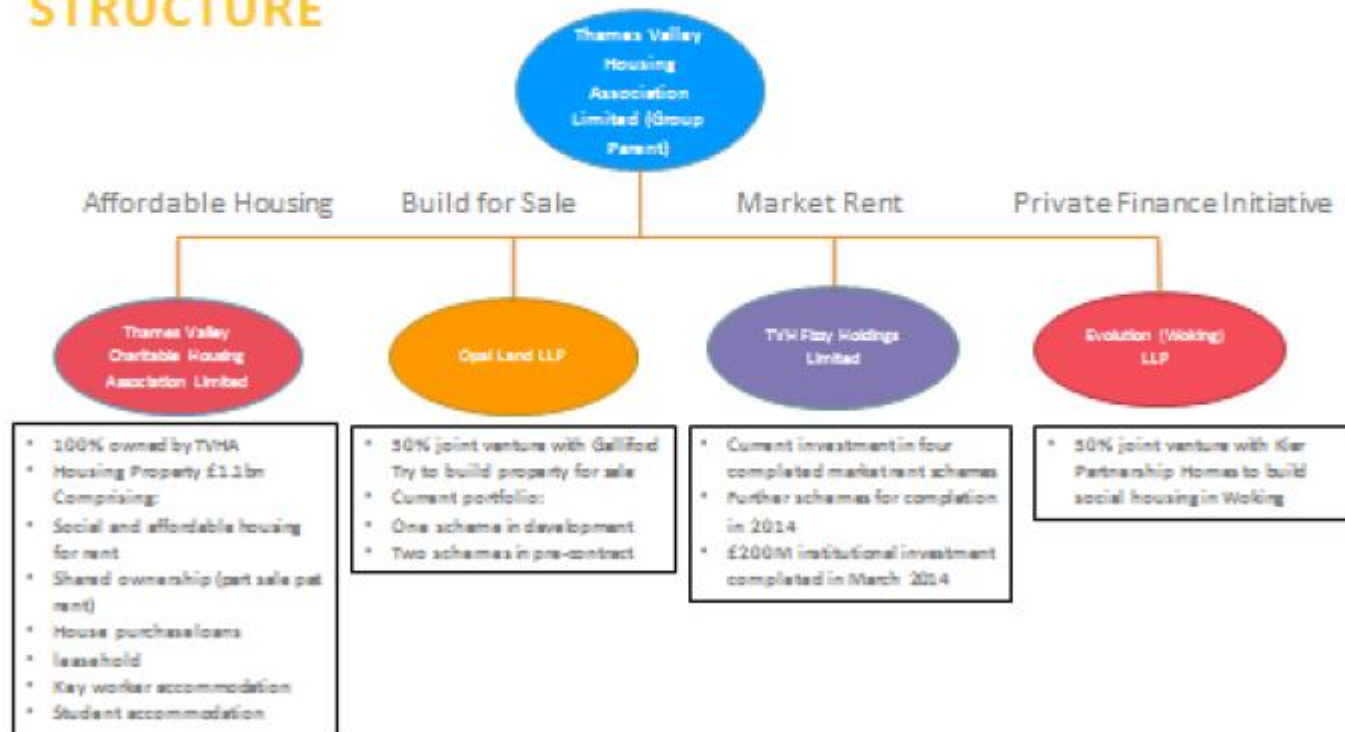 STRUCTURE
Thames Valley
Housing
Association
Limited (Group
Parent)
Affordable Housing
Build for Sale
Market Rent
Private Finance Initiative
Thames Valley
Charitable Housing
Association Limited
Opal Land LLP
TVH Fizzy Holdings
Limited
Evolution (Woking)
LLP
* 100% owned by TVHA
* Housing Property £1.1bn
Comprising:
* Social and affordable housing
for rent
* Shared ownership (part sale pat
rent)
* House purchase loans
* leasehold
* Key worker accommodation
* Student accommodation
* 50% joint venture with Galliford
Try to build property for sale
* Current portfolio:
* One scheme in development
* Two schemes in pre-contract
* Current investment in four
completed market rent schemes
* Further schemes for completion
in 2014
* £200M institutional investment
completed in March 2014
* 50% joint venture with Kier
Partnership Homes to build
social housing in Woking